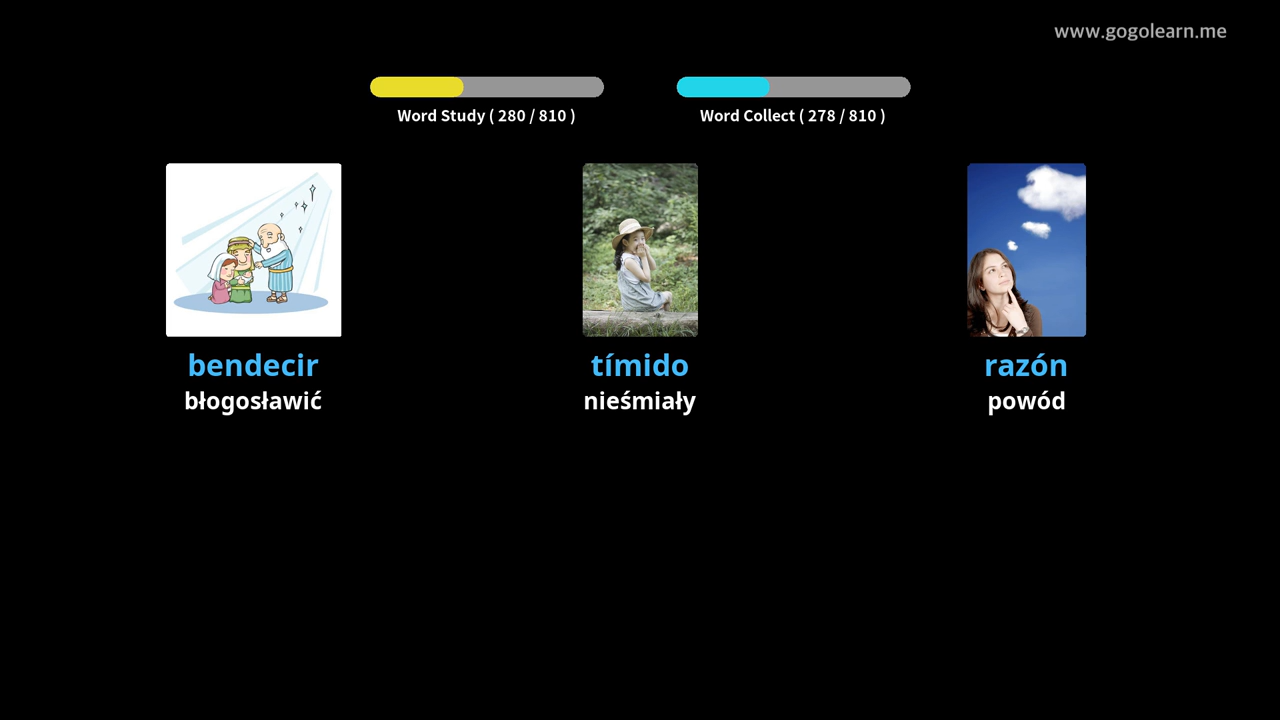 www.gogolearn.me
Word Study ( 280 / 810 )
Word Collect ( 278 / 810 )
bendecir
błogosławić
tímido
nieśmiały
razón
powód